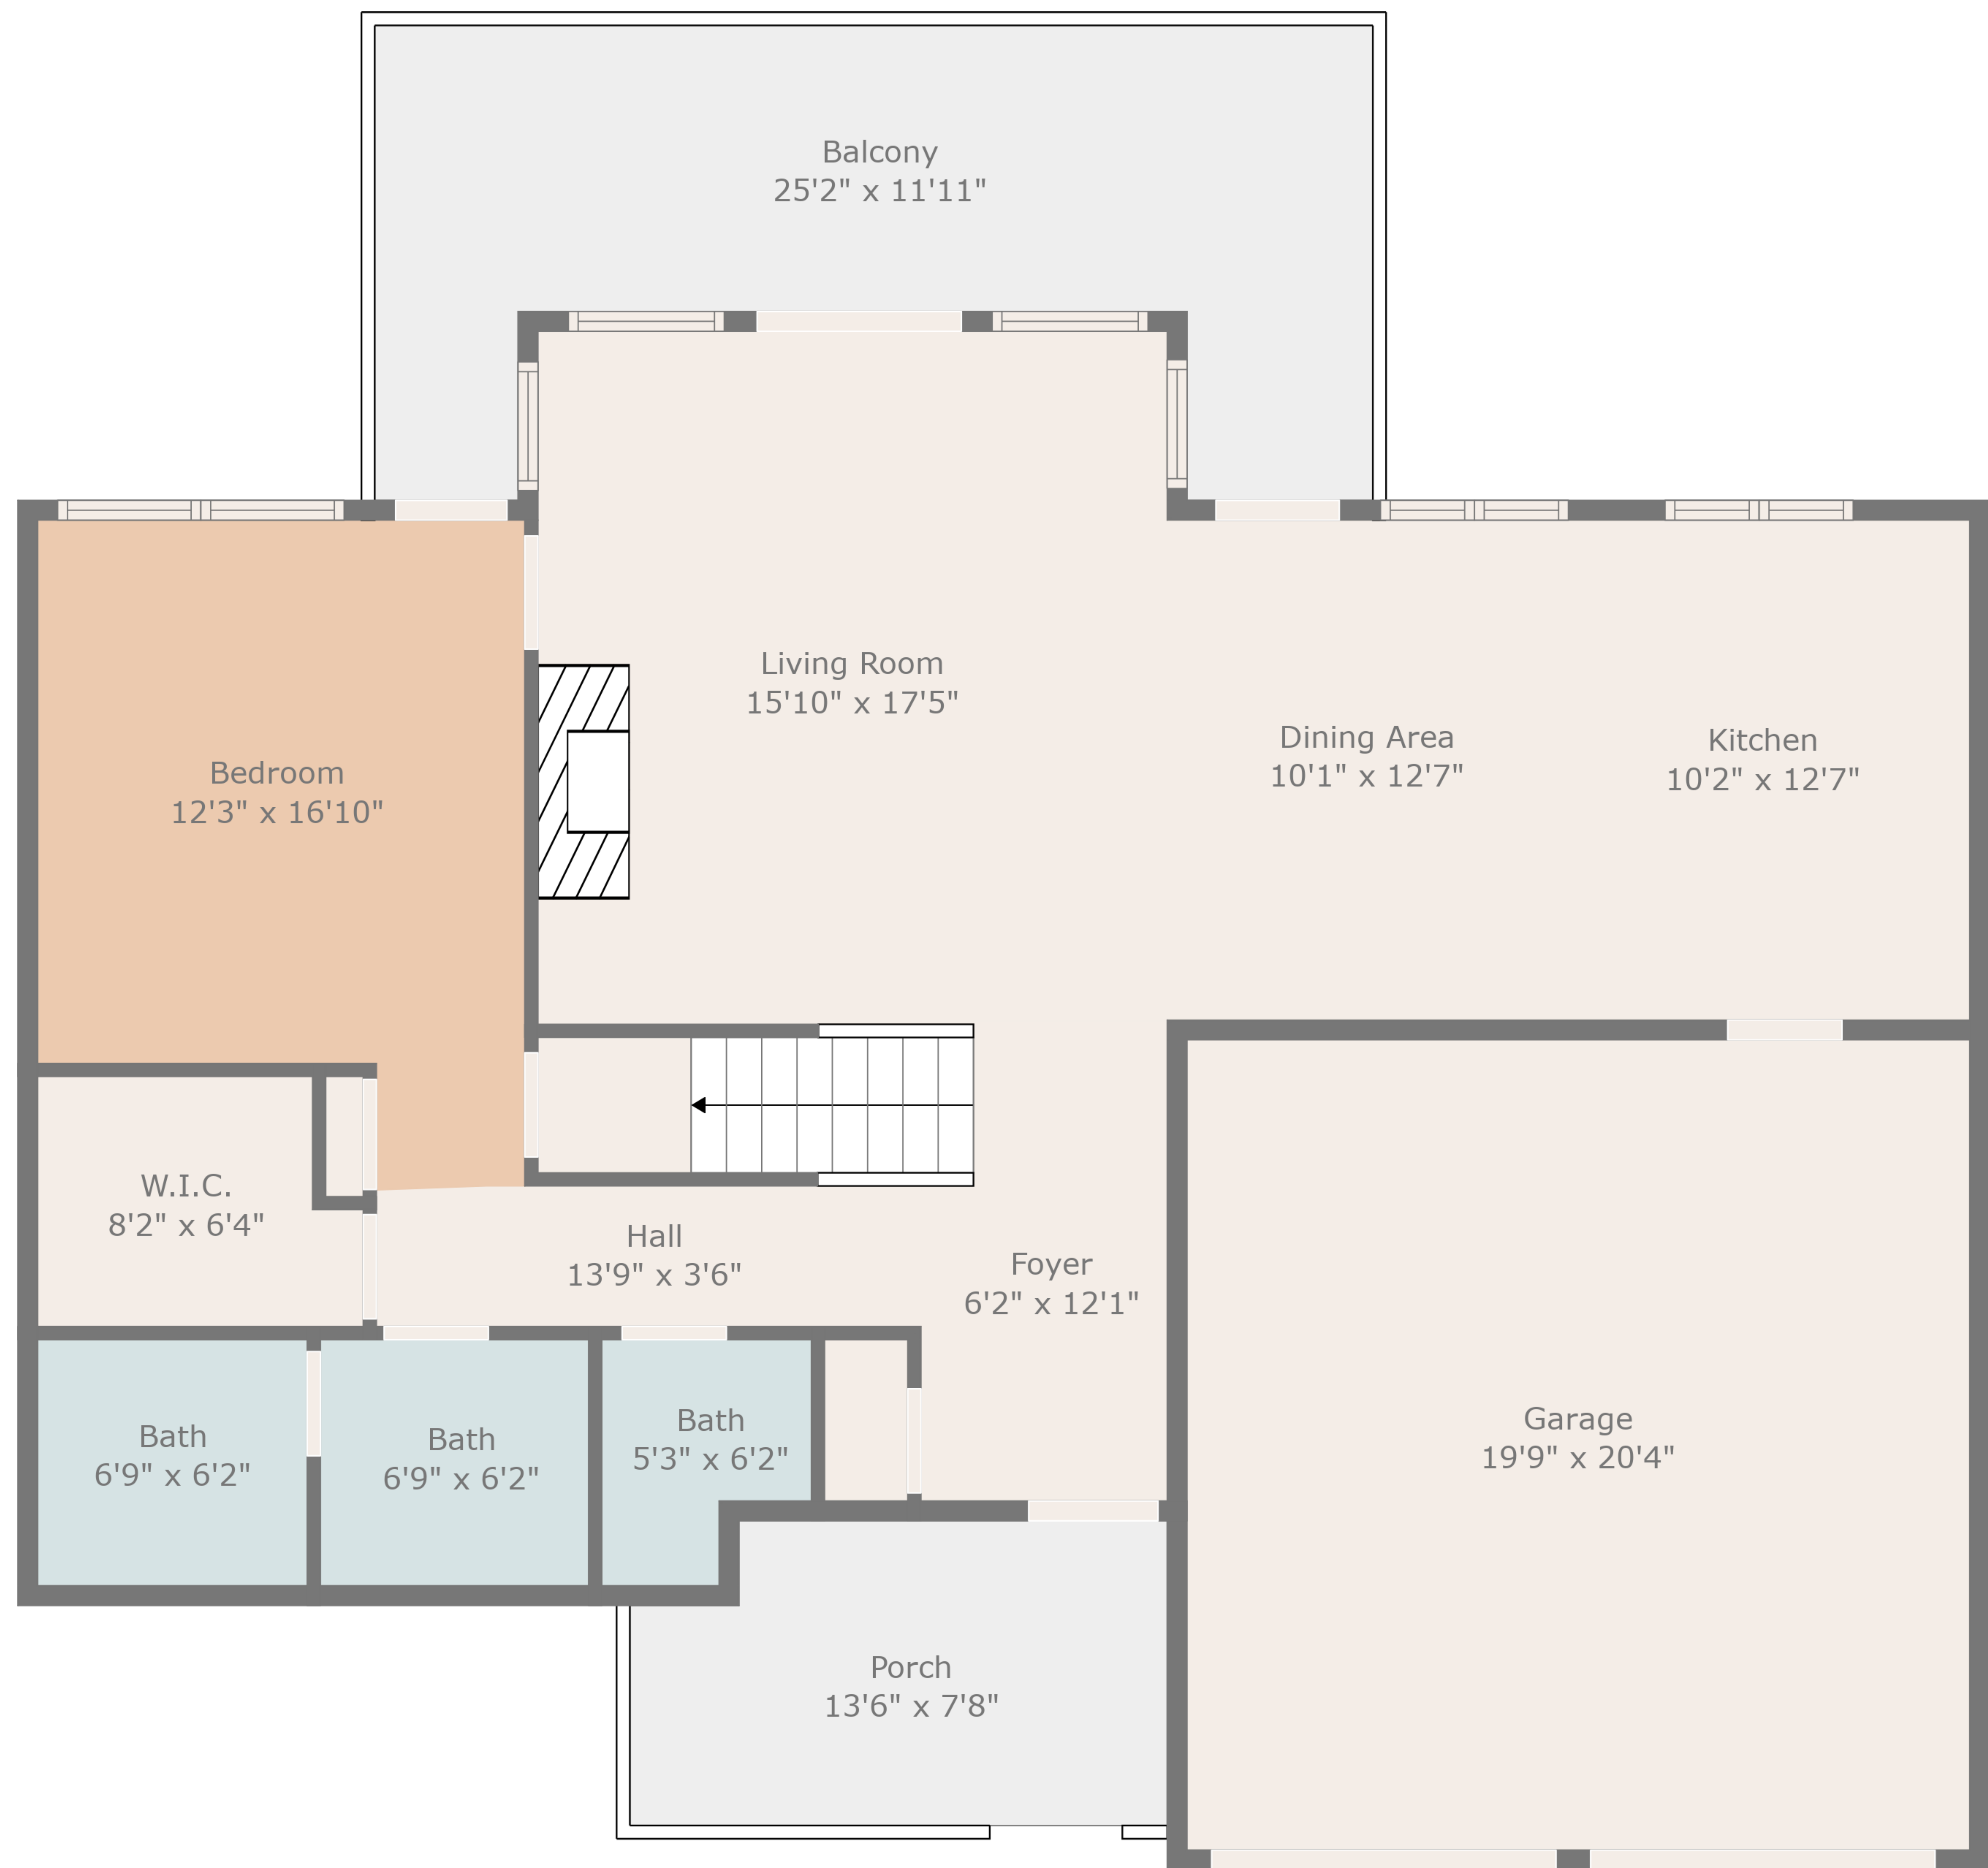 Balcony
25'2" x 11'11"
Living Room
15'10" x 17'5"
Dining Area
10'1" x 12'7"
Kitchen
10'2" x 12'7"
Bedroom
12'3" x 16'10"
W.I.C.
8'2" x 6'4"
Hall
13'9" x 3'6"
Foyer
6'2" x 12'1"
Bath
6'9" x 6'2"
Bath
6'9" x 6'2"
Bath
5'3" x 6'2"
Garage
19'9" x 20'4"
Porch
13'6" x 7'8"